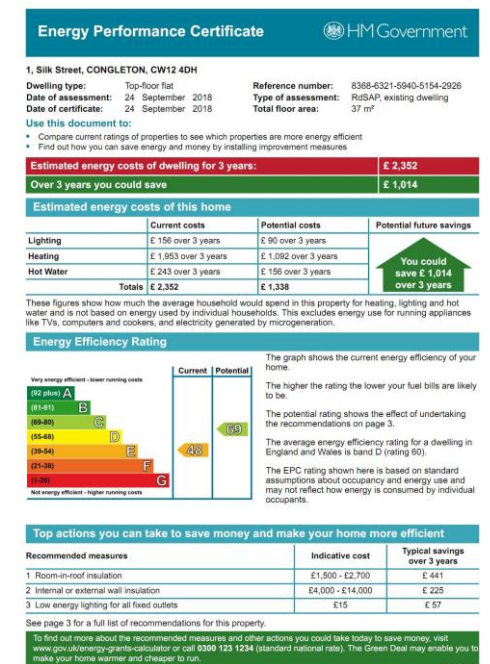 Energy Performance Certificate
HM Government
1, Silk Street, CONGLETON, CW12 4DH
Dwelling type: Top-floor flat
Reference number: 8368-6321-5940-5154-2926
Date of assessment: 24 September 2018
Type of assessment: RdSAP, existing dwelling
Date of certificate: 24 September 2018
Total floor area: 37 m²
Use this document to:
• Compare current ratings of properties to see which properties are more energy efficient
• Find out how you can save energy and money by installing improvement measures
Estimated energy costs of dwelling for 3 years: £ 2,352
Over 3 years you could save £ 1,014
Estimated energy costs of this home
Current costs Potential costs Potential future savings
Lighting £ 156 over 3 years £ 90 over 3 years
Heating £ 1,953 over 3 years £ 1,092 over 3 years
Hot Water £ 243 over 3 years £ 156 over 3 years
Totals £ 2,352 £ 1,338
You could
save £ 1,014
over 3 years
These figures show how much the average household would spend in this property for heating, lighting and hot
water and is not based on energy used by individual households. This excludes energy use for running appliances
like TVs, computers and cookers, and electricity generated by microgeneration.
Energy Efficiency Rating
Current Potential
Very energy efficient - lower running costs
(92 plus) A
(81-91) B
(69-80) C
(55-68) D
(39-54) E
(21-38) F
(1-20) G
Not energy efficient - higher running costs
48
69
The graph shows the current energy efficiency of your
home.
The higher the rating the lower your fuel bills are likely
to be.
The potential rating shows the effect of undertaking
the recommendations on page 3.
The average energy efficiency rating for a dwelling in
England and Wales is band D (rating 60).
The EPC rating shown here is based on standard
assumptions about occupancy and energy use and
may not reflect how energy is consumed by individual
occupants.
Top actions you can take to save money and make your home more efficient
Recommended measures Indicative cost Typical savings
over 3 years
1 Room-in-roof insulation £1,500 - £2,700 £ 441
2 Internal or external wall insulation £4,000 - £14,000 £ 225
3 Low energy lighting for all fixed outlets £15 £ 57
See page 3 for a full list of recommendations for this property.
To find out more about the recommended measures and other actions you could take today to save money, visit
www.gov.uk/energy-grants-calculator or call 0300 123 1234 (standard national rate). The Green Deal may enable you to
make your home warmer and cheaper to run.